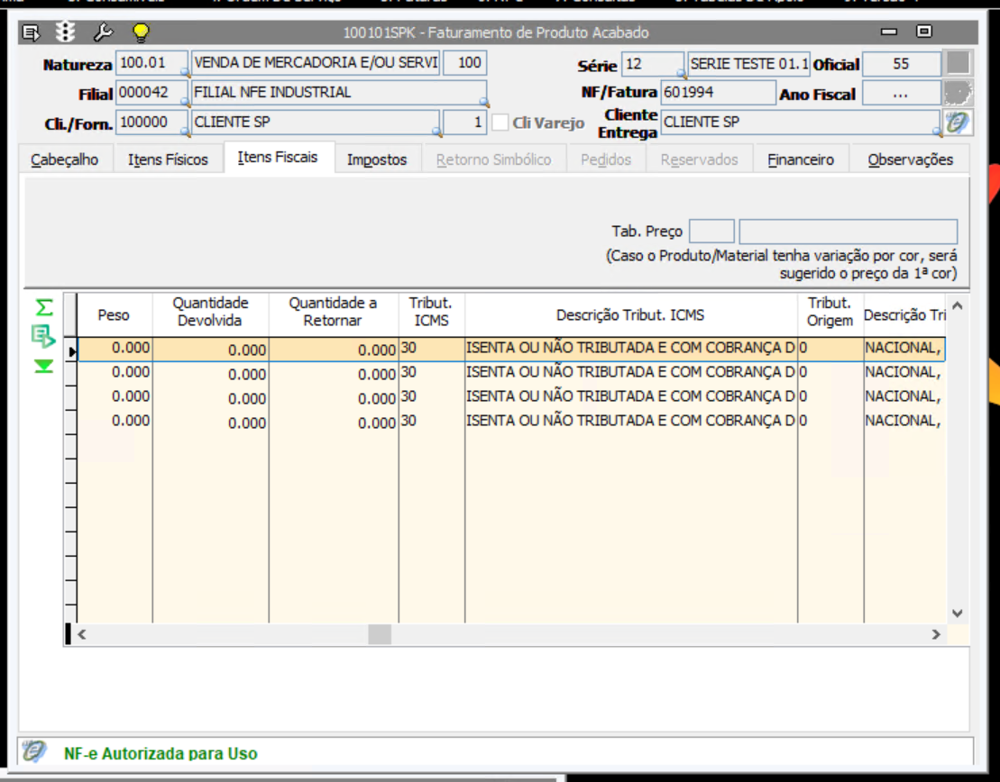 100101SPK - Faturamento de Produto Acabado
Natureza 100.01 VENDA DE MERCADORIA E/OU SERVI 100 Série 12 SERIE TESTE 01.1 Oficial 55
Filial 000042 FILIAL NFE INDUSTRIAL NF/Fatura 601994 Ano Fiscal ...
Cli./Forn. 100000 CLIENTE SP 1 Cli Varejo Cliente Entrega CLIENTE SP
Cabeçalho Itens Físicos Itens Fiscais Impostos Retorno Simbólico Pedidos Reservados Financeiro Observações
Tab. Preço
(Caso o Produto/Material tenha variação por cor, será
sugerido o preço da 1ª cor)
Peso Quantidade Devolvida Quantidade a Retornar Tribut. ICMS Descrição Tribut. ICMS Tribut. Origem Descrição Tri
0.000 0.000 0.000 30 ISENTA OU NÃO TRIBUTADA E COM COBRANÇA D 0 NACIONAL,
0.000 0.000 0.000 30 ISENTA OU NÃO TRIBUTADA E COM COBRANÇA D 0 NACIONAL,
0.000 0.000 0.000 30 ISENTA OU NÃO TRIBUTADA E COM COBRANÇA D 0 NACIONAL,
0.000 0.000 0.000 30 ISENTA OU NÃO TRIBUTADA E COM COBRANÇA D 0 NACIONAL,
NF-e Autorizada para Uso